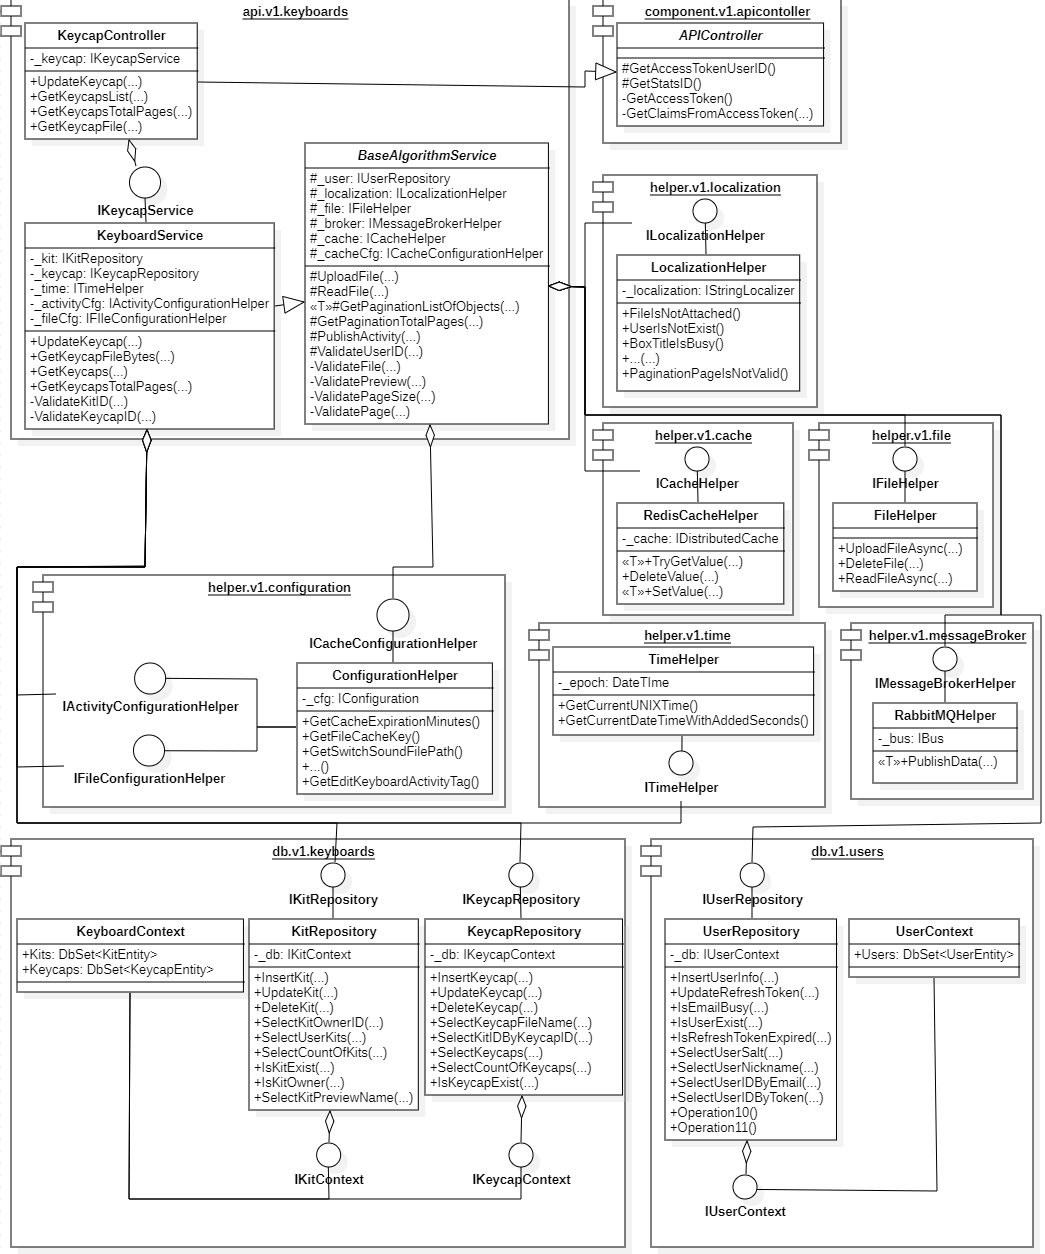 api.v1.keyboards
KeycapController
-_keycap: IKeycapService
+UpdateKeycap(...)
+GetKeycapsList(...)
+GetKeycapsTotalPages(...)
+GetKeycapFile(...)
IKeycapService
KeyboardService
-_kit: IKitRepository
-_keycap: IKeycapRepository
-_time: ITimeHelper
-_activityCfg: IActivityConfigurationHelper
-_fileCfg: IFIleConfigurationHelper
+UpdateKeycap(...)
+GetKeycapFileBytes(...)
+GetKeycaps(...)
+GetKeycapsTotalPages(...)
-ValidateKitID(...)
-ValidateKeycapID(...)
BaseAlgorithmService
#_user: IUserRepository
#_localization: ILocalizationHelper
#_file: IFileHelper
#_broker: IMessageBrokerHelper
#_cache: ICacheHelper
#_cacheCfg: ICacheConfigurationHelper
#UploadFile(...)
#ReadFile(...)
«T»#GetPaginationListOfObjects(...)
#GetPaginationTotalPages(...)
#PublishActivity(...)
#ValidateUserID(...)
-ValidateFile(...)
-ValidatePreview(...)
-ValidatePageSize(...)
-ValidatePage(...)
component.v1.apicontoller
APIController
#GetAccessTokenUserID()
#GetStatsID()
-GetAccessToken()
-GetClaimsFromAccessToken(...)
helper.v1.localization
ILocalizationHelper
LocalizationHelper
-_localization: IStringLocalizer
+FileIsNotAttached()
+UserIsNotExist()
+BoxTitleIsBusy()
+...(...)
+PaginationPageIsNotValid()
helper.v1.cache
ICacheHelper
RedisCacheHelper
-_cache: IDistributedCache
«T»+TryGetValue(...)
+DeleteValue(...)
«T»+SetValue(...)
helper.v1.file
IFileHelper
FileHelper
+UploadFileAsync(...)
+DeleteFile(...)
+ReadFileAsync(...)
helper.v1.configuration
ICacheConfigurationHelper
IActivityConfigurationHelper
IFileConfigurationHelper
ConfigurationHelper
-_cfg: IConfiguration
+GetCacheExpirationMinutes()
+GetFileCacheKey()
+GetSwitchSoundFilePath()
+...()
+GetEditKeyboardActivityTag()
helper.v1.time
TimeHelper
-_epoch: DateTIme
+GetCurrentUNIXTime()
+GetCurrentDateTimeWithAddedSeconds()
ITimeHelper
helper.v1.messageBroker
IMessageBrokerHelper
RabbitMQHelper
-_bus: IBus
«T»+PublishData(...)
db.v1.keyboards
IKitRepository
IKeycapRepository
KeyboardContext
+Kits: DbSet<KitEntity>
+Keycaps: DbSet<KeycapEntity>
KitRepository
-_db: IKitContext
+InsertKit(...)
+UpdateKit(...)
+DeleteKit(...)
+SelectKitOwnerID(...)
+SelectUserKits(...)
+SelectCountOfKits(...)
+IsKitExist(...)
+IsKitOwner(...)
+SelectKitPreviewName(...)
KeycapRepository
-_db: IKeycapContext
+InsertKeycap(...)
+UpdateKeycap(...)
+DeleteKeycap(...)
+SelectKeycapFileName(...)
+SelectKitIDByKeycapID(...)
+SelectKeycaps(...)
+SelectCountOfKeycaps(...)
+IsKeycapExist(...)
IKitContext
IKeycapContext
db.v1.users
IUserRepository
UserRepository
-_db: IUserContext
+InsertUserInfo(...)
+UpdateRefreshToken(...)
+IsEmailBusy(...)
+IsUserExist(...)
+IsRefreshTokenExpired(...)
+SelectUserSalt(...)
+SelectUserNickname(...)
+SelectUserIDByEmail(...)
+SelectUserIDByToken(...)
+Operation10()
+Operation11()
UserContext
+Users: DbSet<UserEntity>
IUserContext